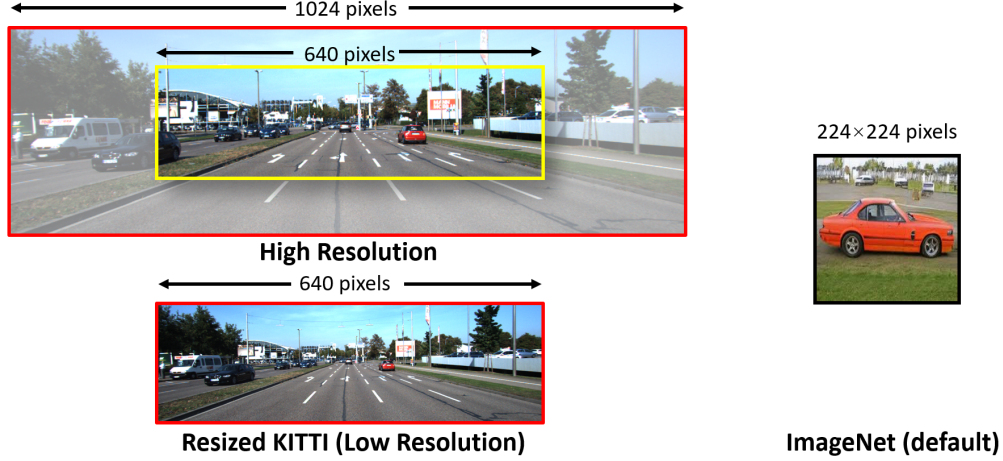 1024 pixels
640 pixels
High Resolution
640 pixels
Resized KITTI (Low Resolution)
224×224 pixels
ImageNet (default)